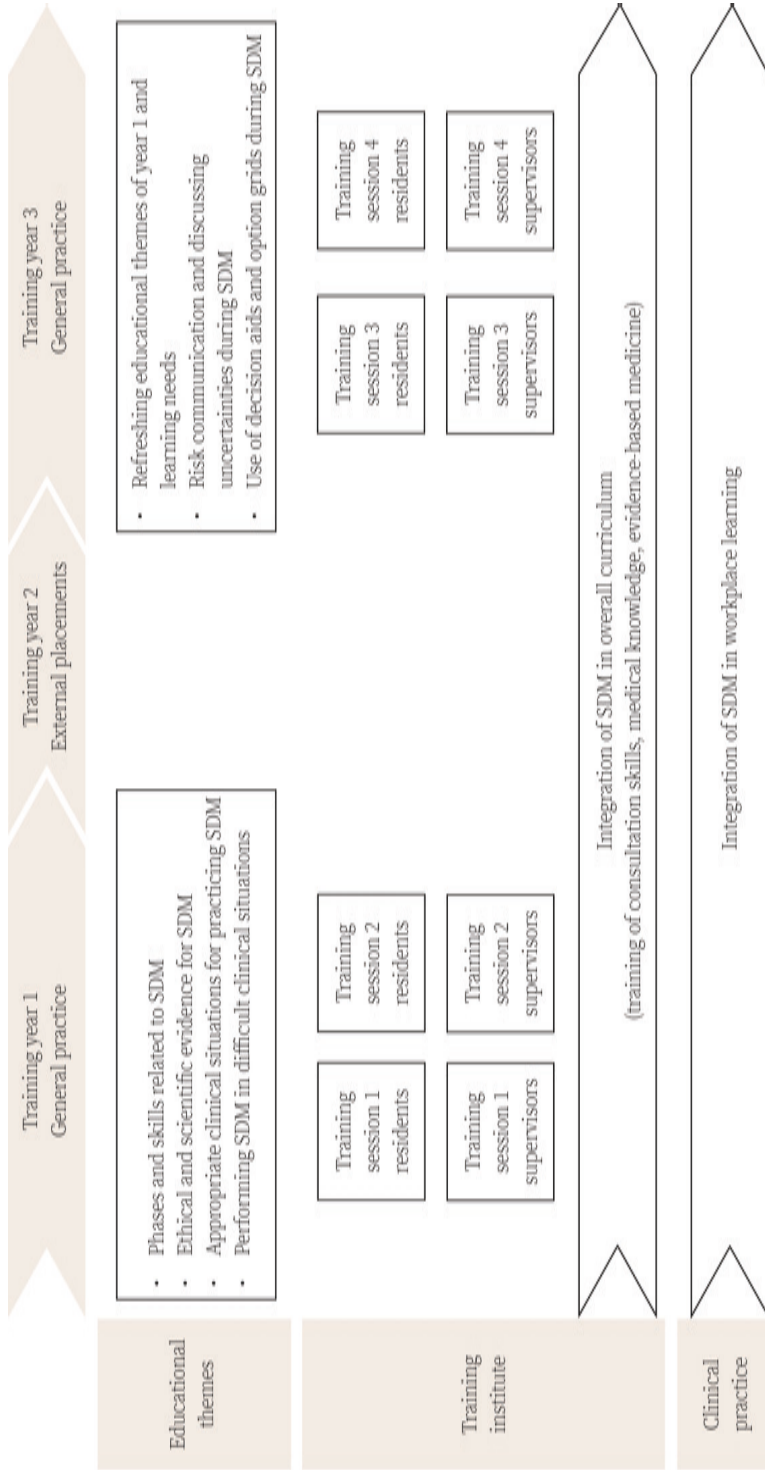 Training year 1
General practice
Training year 2
External placements
Training year 3
General practice
Educational
themes
• Phases and skills related to SDM
• Ethical and scientific evidence for SDM
• Appropriate clinical situations for practicing SDM
• Performing SDM in difficult clinical situations
• Refreshing educational themes of year 1 and
learning needs
• Risk communication and discussing
uncertainties during SDM
• Use of decision aids and option grids during SDM
Training
institute
Training
session 1
residents
Training
session 2
residents
Training
session 3
residents
Training
session 4
residents
Training
session 1
supervisors
Training
session 2
supervisors
Training
session 3
supervisors
Training
session 4
supervisors
Integration of SDM in overall curriculum
(training of consultation skills, medical knowledge, evidence-based medicine)
Clinical
practice
Integration of SDM in workplace learning